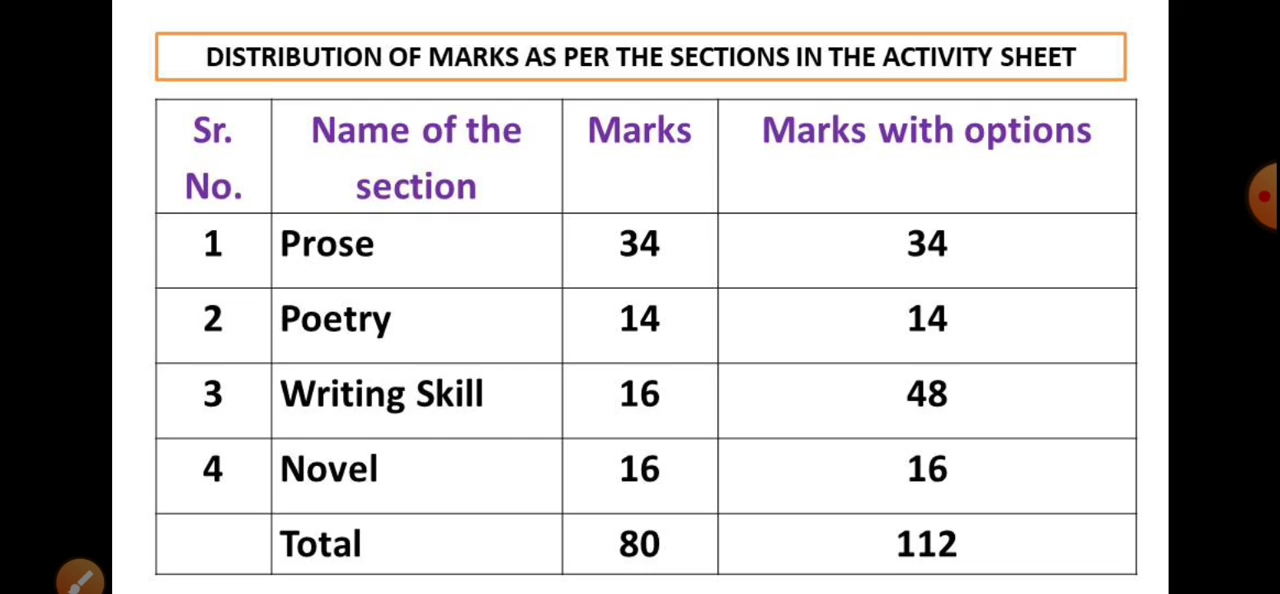 DISTRIBUTION OF MARKS AS PER THE SECTIONS IN THE ACTIVITY SHEET
Sr. No. Name of the section Marks Marks with options
1 Prose 34 34
2 Poetry 14 14
3 Writing Skill 16 48
4 Novel 16 16
Total 80 112